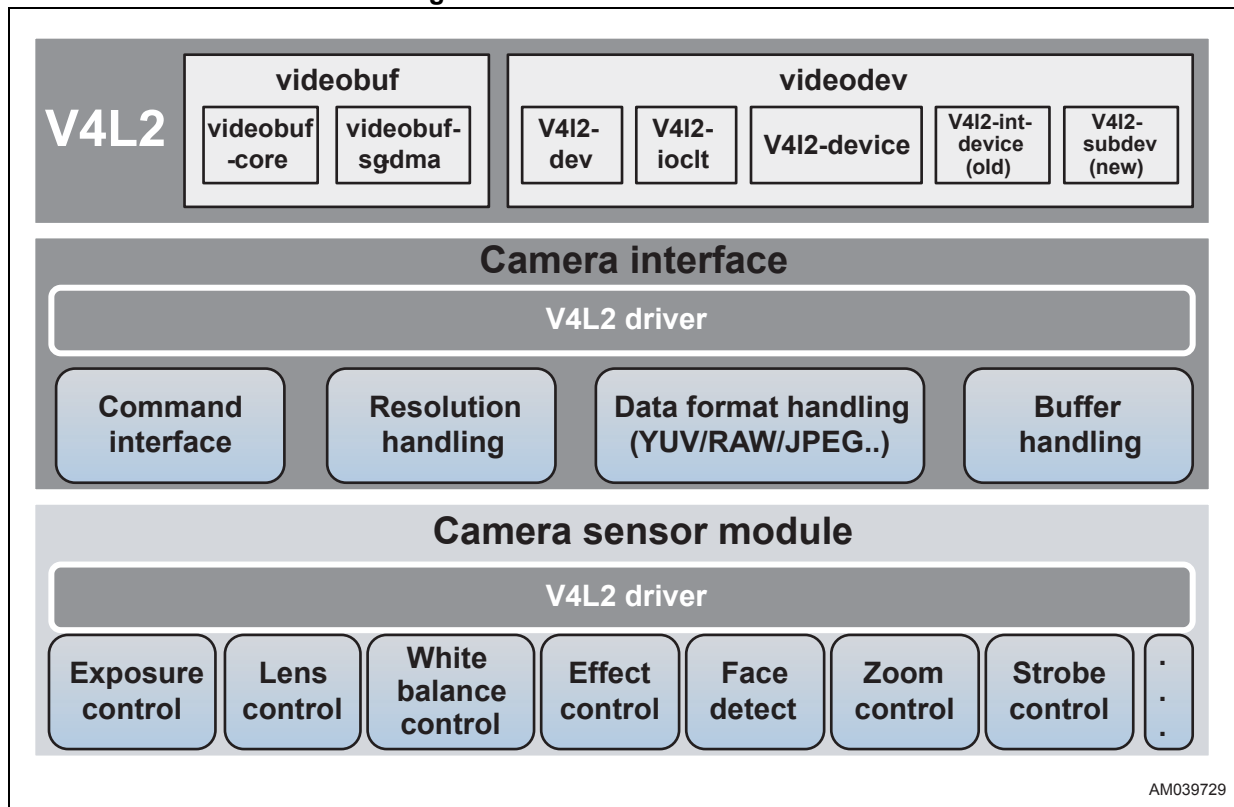 g
V4L2
videobuf
videobuf
-core
videobuf-
sg-dma
videodev
V4l2-
dev
V4l2-
ioclt
V4l2-device
V4l2-int-
device
(old)
V4l2-
subdev
(new)
Camera interface
V4L2 driver
Command
interface
Resolution
handling
Data format handling
(YUV/RAW/JPEG..)
Buffer
handling
Camera sensor module
V4L2 driver
Exposure
control
Lens
control
White
balance
control
Effect
control
Face
detect
Zoom
control
Strobe
control
.
.
.
AM039729